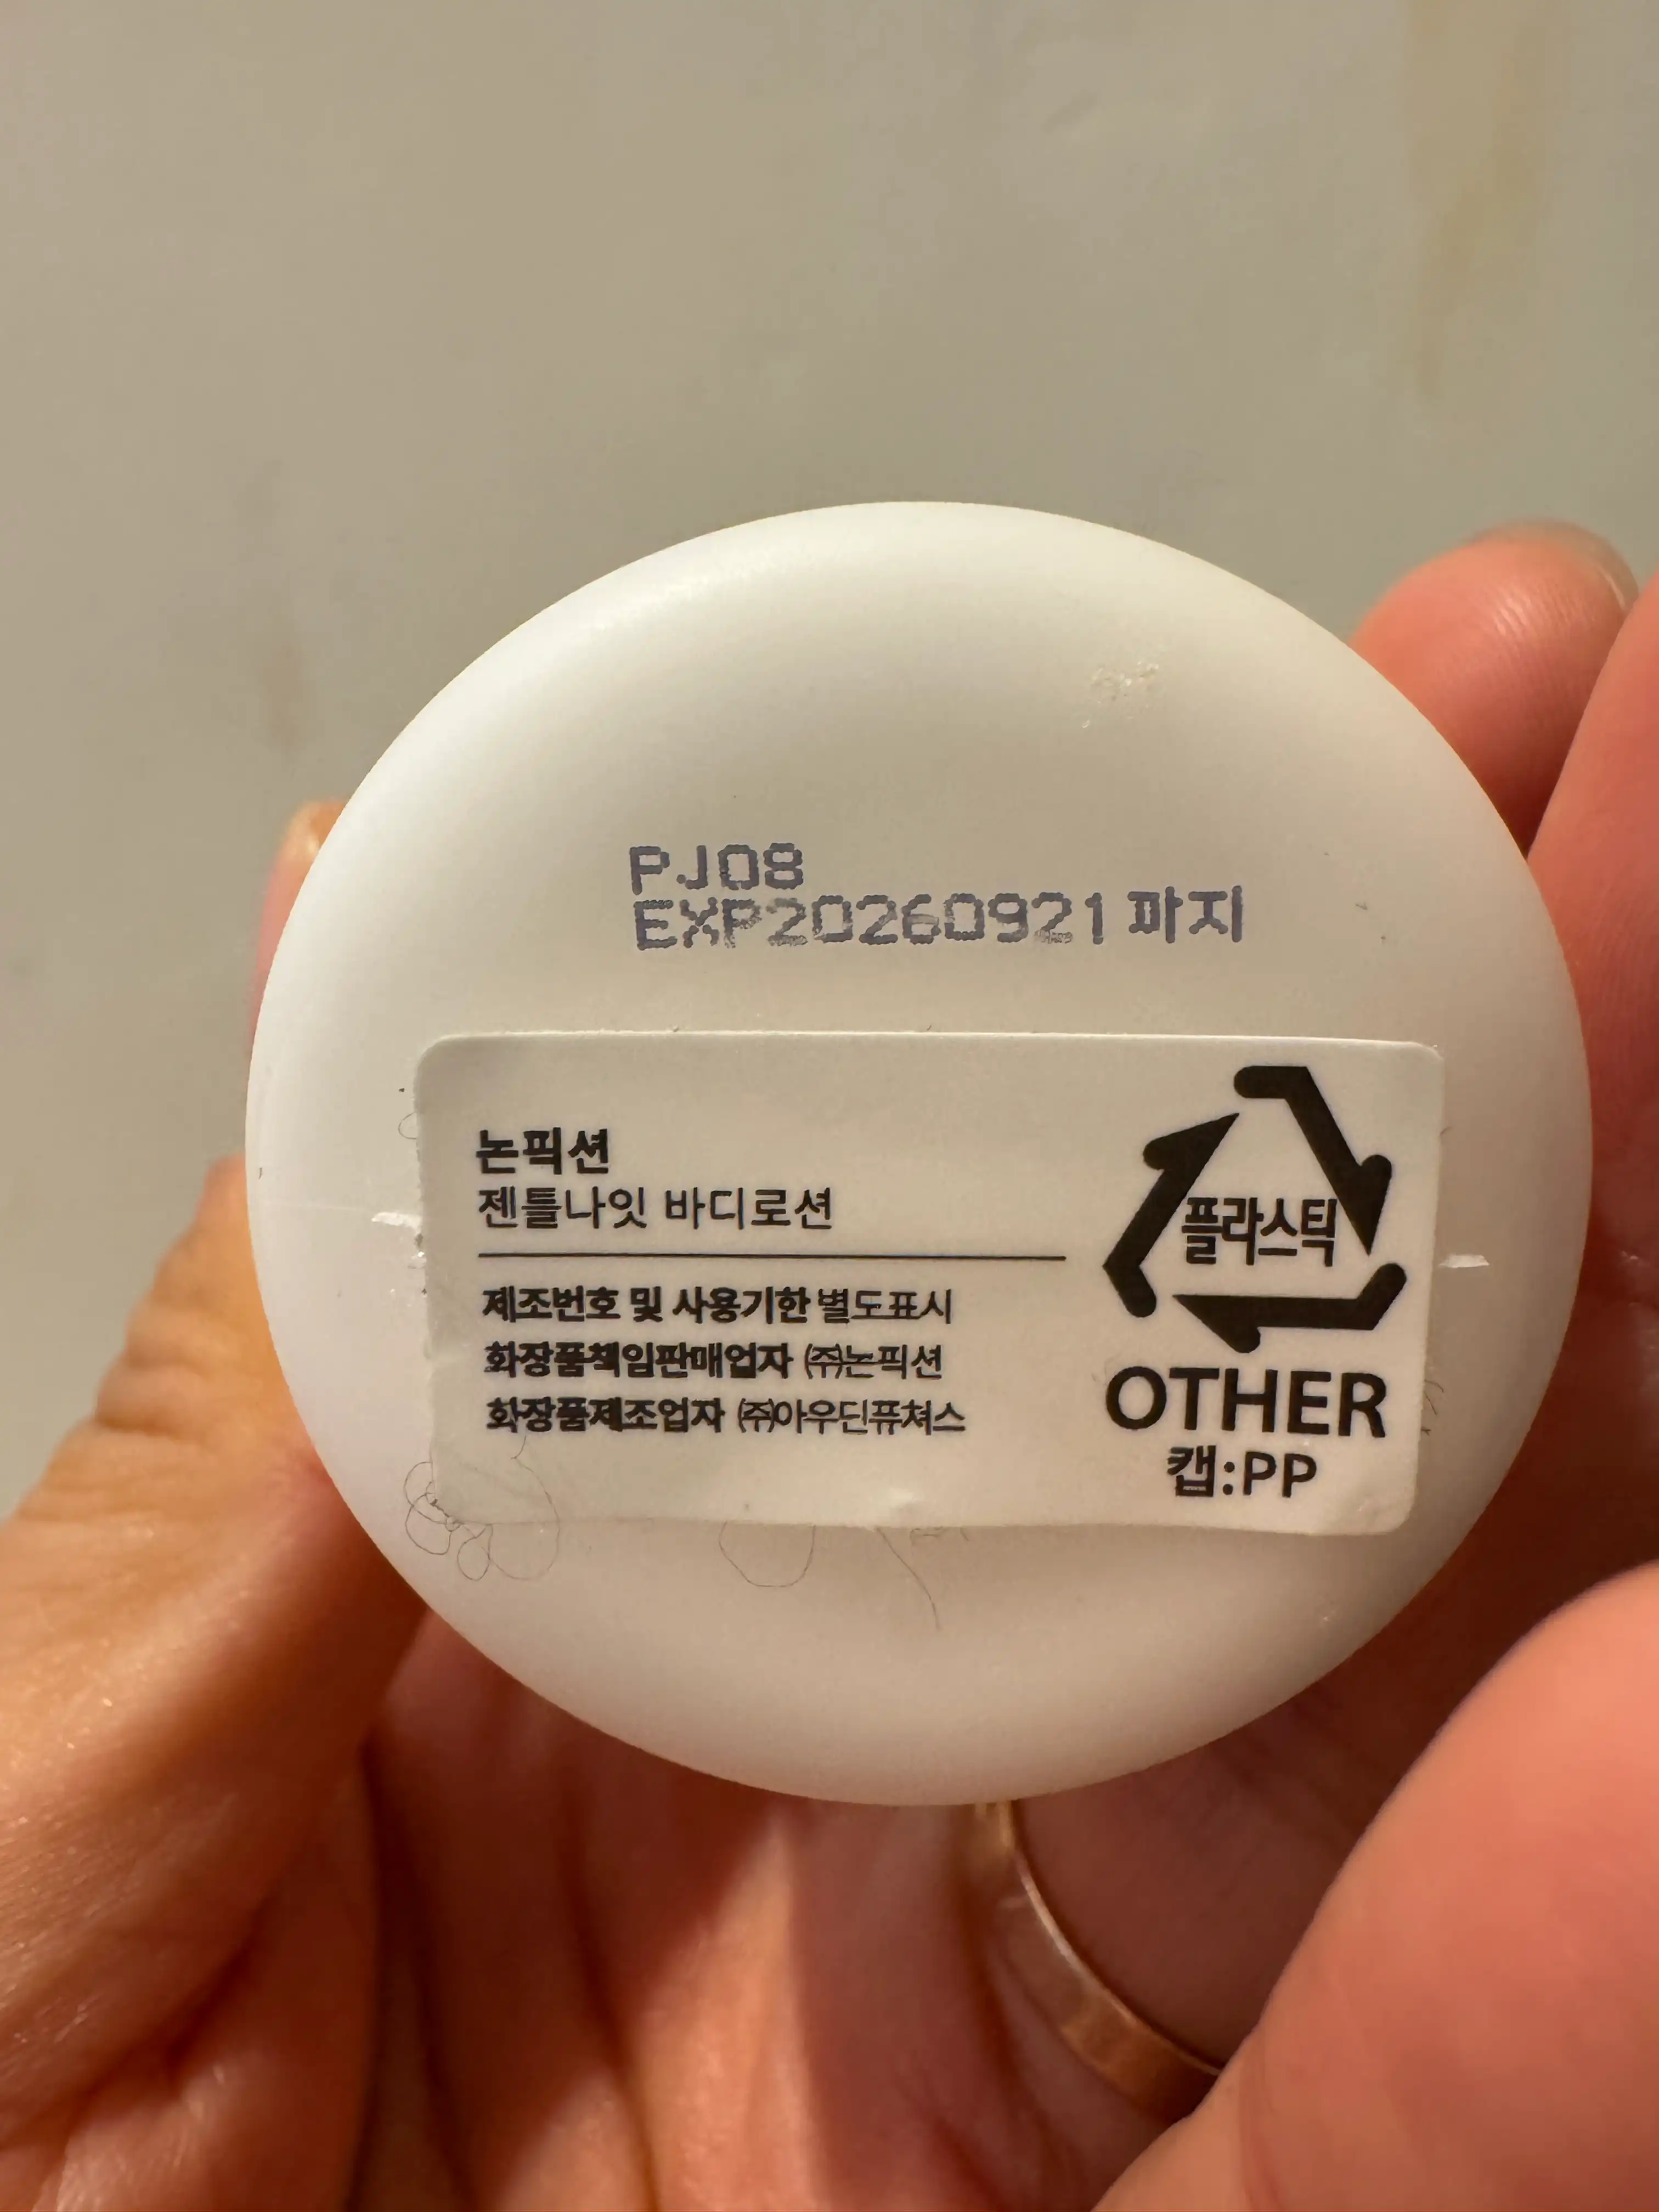 PJ08
EXP20260921 파지
논픽션
젠틀나잇 바디로션
제조번호 및 사용기한 별도표시
화장품책임판매업자 ㈜논픽션
화장품제조업자 ㈜아우딘퓨쳐스
플라스틱
OTHER
캡:PP